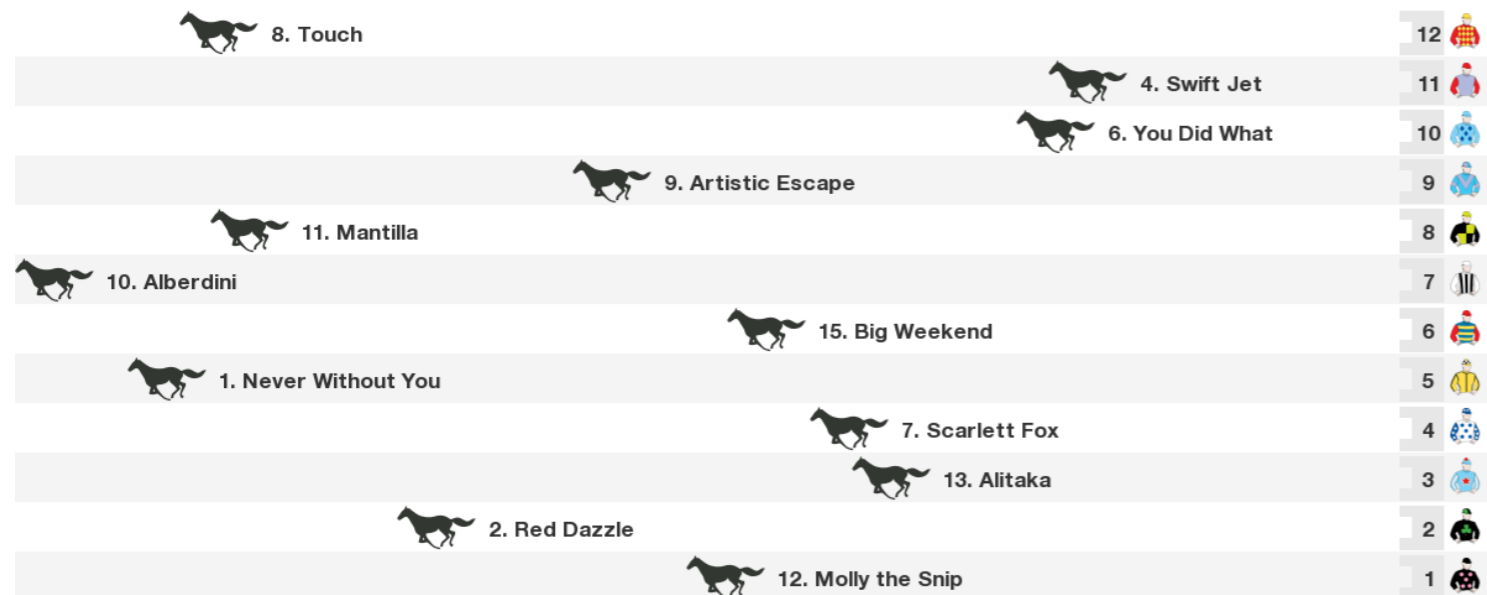 8. Touch 12
4. Swift Jet 11
6. You Did What 10
9. Artistic Escape 9
11. Mantilla 8
10. Alberdini 7
15. Big Weekend 6
1. Never Without You 5
7. Scarlett Fox 4
13. Alitaka 3
2. Red Dazzle 2
12. Molly the Snip 1